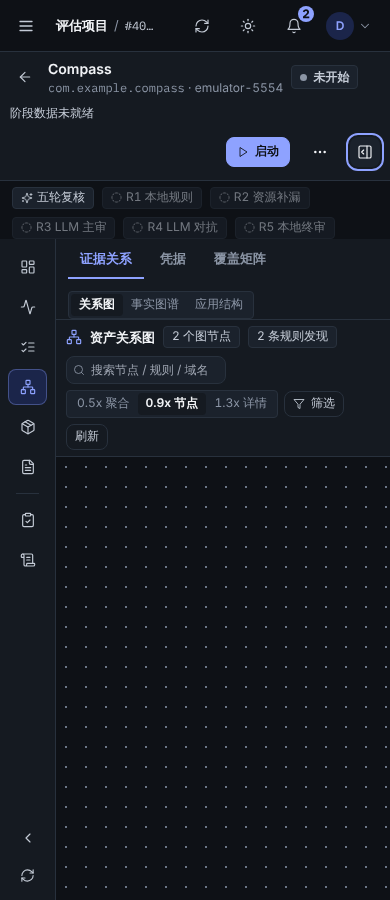 评估项目 / #40…
2
D
Compass
com.example.compass · emulator-5554
未开始
阶段数据未就绪
启动
五轮复核
R1 本地规则
R2 资源补漏
R3 LLM 主审
R4 LLM 对抗
R5 本地终审
证据关系
凭据
覆盖矩阵
关系图
事实图谱
应用结构
资产关系图
2 个图节点
2 条规则发现
搜索节点 / 规则 / 域名
0.5x 聚合
0.9x 节点
1.3x 详情
筛选
刷新